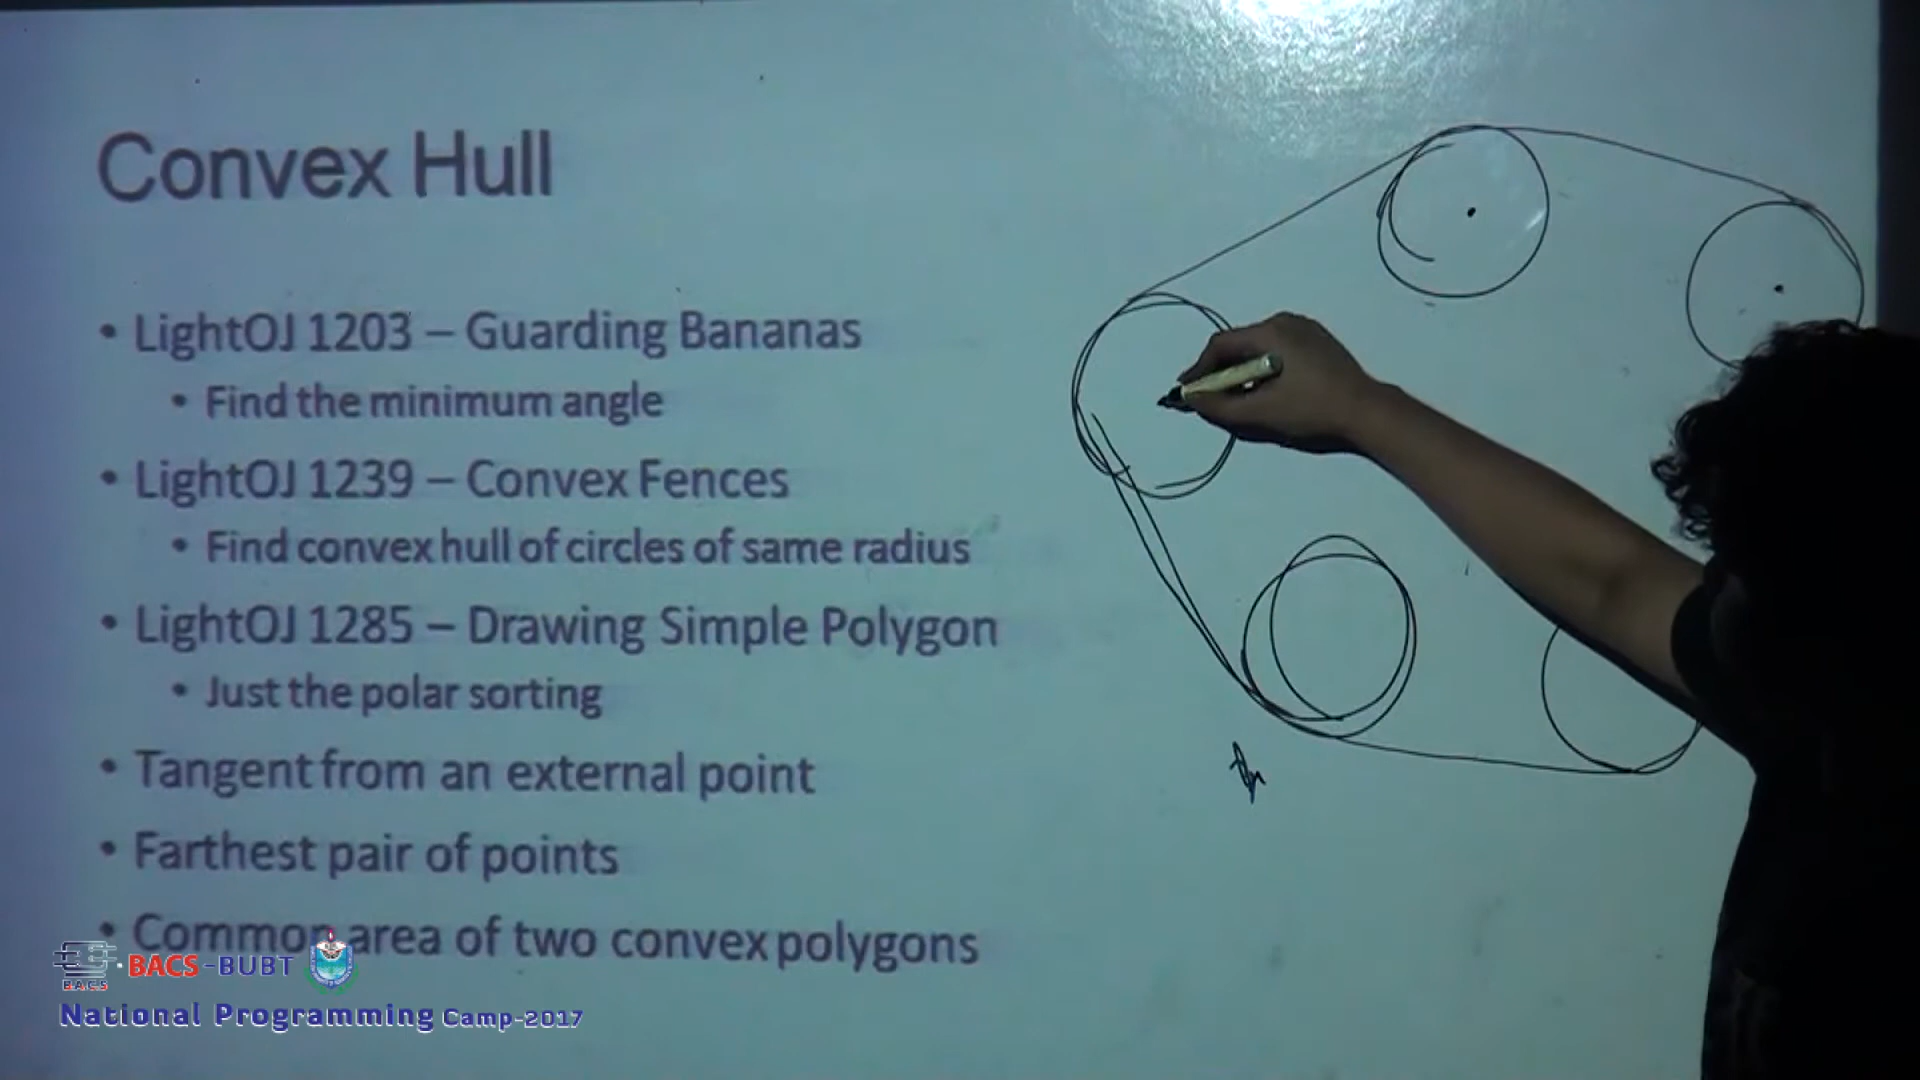 Convex Hull
• LightOJ 1203 – Guarding Bananas
• Find the minimum angle
• LightOJ 1239 – Convex Fences
• Find convex hull of circles of same radius
• LightOJ 1285 – Drawing Simple Polygon
• Just the polar sorting
• Tangent from an external point
• Farthest pair of points
• Common area of two convex polygons
BACS-BUBT
B.A.C.S
National Programming Camp-2017